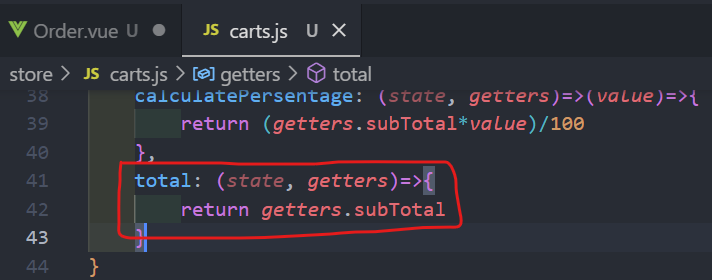 Order.vue U
JS carts.js U
store > JS carts.js > getters > total
38 calculatePersentage: (state, getters)=>(value)=>{
39 return (getters.subTotal*value)/100
40 },
41 total: (state, getters)=>{
42 return getters.subTotal
43 }
44 }